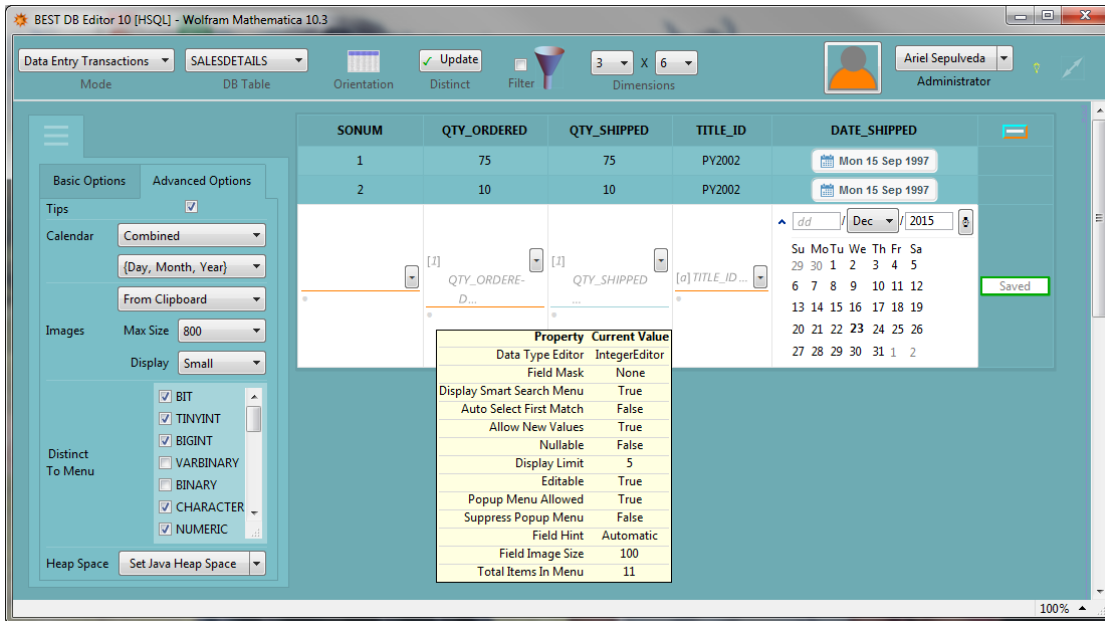 BEST DB Editor 10 [HSQL] - Wolfram Mathematica 10.3
Data Entry Transactions SALESDETAILS Update 3 X 6 Ariel Sepulveda
Mode DB Table Orientation Distinct Filter Dimensions Administrator
SONUM QTY_ORDERED QTY_SHIPPED TITLE_ID DATE_SHIPPED
1 75 75 PY2002 Mon 15 Sep 1997
2 10 10 PY2002 Mon 15 Sep 1997
[1] QTY_ORDERE-
D...
[1] QTY_SHIPPED
...
[a] TITLE_ID ...
dd / Dec / 2015
Su Mo Tu We Th Fr Sa
29 30 1 2 3 4 5
6 7 8 9 10 11 12
13 14 15 16 17 18 19
20 21 22 23 24 25 26
27 28 29 30 31 1 2
Saved
Basic Options Advanced Options
Tips
Calendar Combined
{Day, Month, Year}
From Clipboard
Images Max Size 800
Display Small
Distinct
To Menu
BIT
TINYINT
BIGINT
VARBINARY
BINARY
CHARACTER
NUMERIC
Heap Space Set Java Heap Space
Property Current Value
Data Type Editor IntegerEditor
Field Mask None
Display Smart Search Menu True
Auto Select First Match False
Allow New Values True
Nullable False
Display Limit 5
Editable True
Popup Menu Allowed True
Suppress Popup Menu False
Field Hint Automatic
Field Image Size 100
Total Items In Menu 11
100%